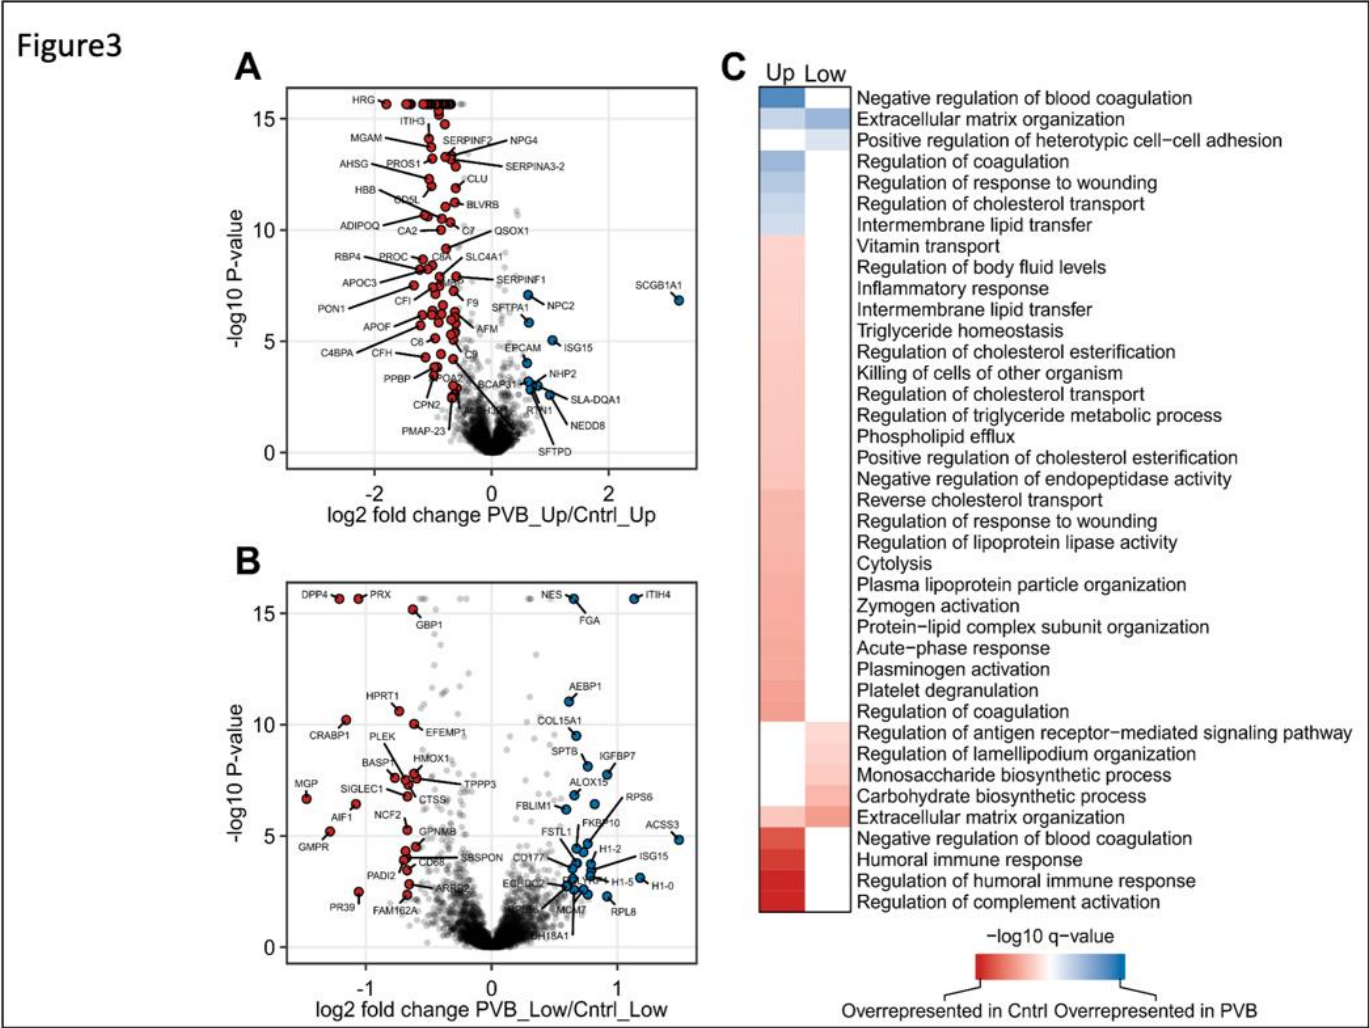 Figure3
A
15
10
5
0
-log10 P-value
-2
0
2
log2 fold change PVB_Up/Cntrl_Up
HRG
ITIH3
MGAM
SERPINF2
NPG4
AHSG
PROS1
SERPINA3-2
HBB
CLU
CD5L
BLVRB
ADIPOQ
CA2
C7
QSOX1
RBP4
PROC
C8A
SLC4A1
APOC3
SERPINF1
PON1
CFI
F9
SCGB1A1
SFTPA1
NPC2
APOF
AFM
C4BPA
C6
ISG15
CFH
C9
EPCAM
PPBP
BCAP31
NHP2
CPN2
RTN1
SLA-DQA1
PMAP-23
NEDD8
SFTPD
B
15
10
5
0
-log10 P-value
-1
0
1
log2 fold change PVB_Low/Cntrl_Low
DPP4
PRX
GBP1
NES
FGA
ITIH4
HPRT1
AEBP1
CRABP1
EFEMP1
COL15A1
PLEK
BASP1
HMOX1
SPTB
IGFBP7
MGP
SIGLEC1
TPPP3
ALOX15
CTSS
FBLIM1
RPS6
AIF1
NCF2
FKBP10
ACSS3
GMPR
GPNMB
FSTL1
H1-2
SBSPON
CD177
ISG15
PADI2
CD68
H1-5
H1-0
PR39
FAM162A
MCM7
RPL8
C
Up Low
Negative regulation of blood coagulation
Extracellular matrix organization
Positive regulation of heterotypic cell−cell adhesion
Regulation of coagulation
Regulation of response to wounding
Regulation of cholesterol transport
Intermembrane lipid transfer
Vitamin transport
Regulation of body fluid levels
Inflammatory response
Intermembrane lipid transfer
Triglyceride homeostasis
Regulation of cholesterol esterification
Killing of cells of other organism
Regulation of cholesterol transport
Regulation of triglyceride metabolic process
Phospholipid efflux
Positive regulation of cholesterol esterification
Negative regulation of endopeptidase activity
Reverse cholesterol transport
Regulation of response to wounding
Regulation of lipoprotein lipase activity
Cytolysis
Plasma lipoprotein particle organization
Zymogen activation
Protein−lipid complex subunit organization
Acute−phase response
Plasminogen activation
Platelet degranulation
Regulation of coagulation
Regulation of antigen receptor−mediated signaling pathway
Regulation of lamellipodium organization
Monosaccharide biosynthetic process
Carbohydrate biosynthetic process
Extracellular matrix organization
Negative regulation of blood coagulation
Humoral immune response
Regulation of humoral immune response
Regulation of complement activation
−log10 q−value
Overrepresented in Cntrl Overrepresented in PVB